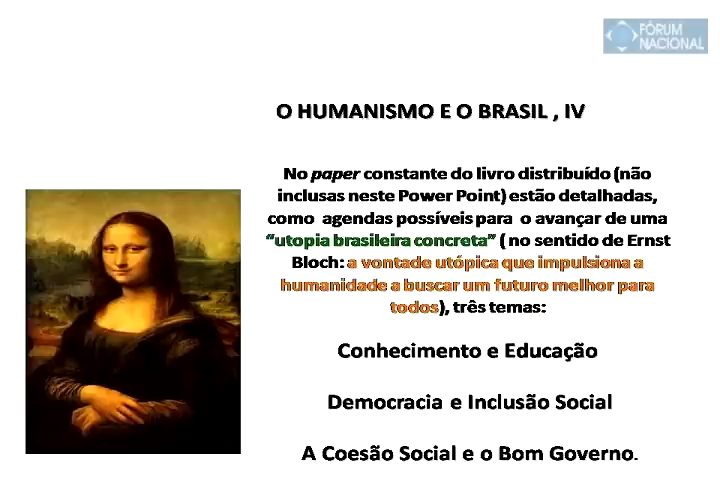 FÓRUM
NACIONAL
O HUMANISMO E O BRASIL , IV
No paper constante do livro distribuído (não
inclusas neste Power Point) estão detalhadas,
como agendas possíveis para o avançar de uma
“utopia brasileira concreta” ( no sentido de Ernst
Bloch: a vontade utópica que impulsiona a
humanidade a buscar um futuro melhor para
todos), três temas:
Conhecimento e Educação
Democracia e Inclusão Social
A Coesão Social e o Bom Governo.